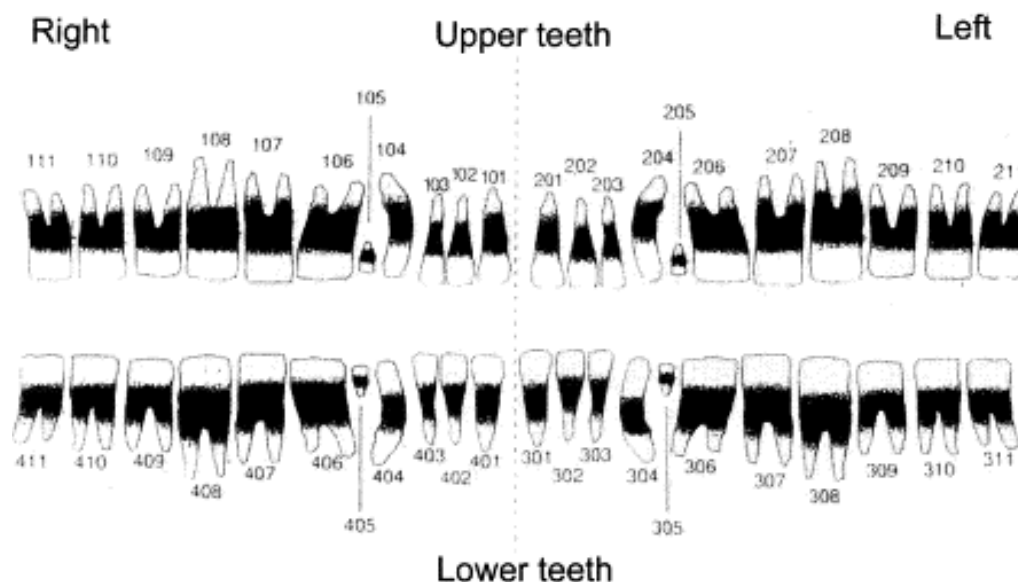 Right Upper teeth Left
105 205
111 110 109 108 107 106 104 103 102 101 201 202 203 204 206 207 208 209 210 21
411 410 409 408 407 406 404 403 402 401 301 302 303 304 306 307 308 309 310 311
405 305
Lower teeth